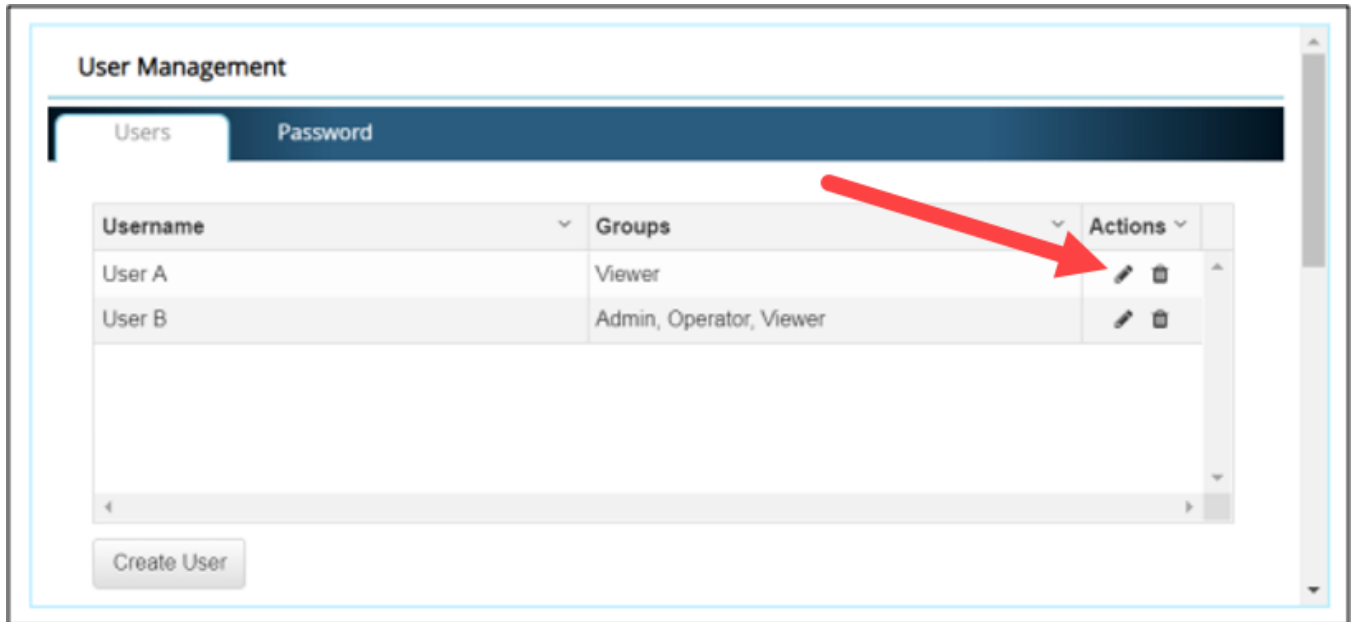 User Management
Users Password
Username Groups Actions
User A Viewer
User B Admin, Operator, Viewer
Create User